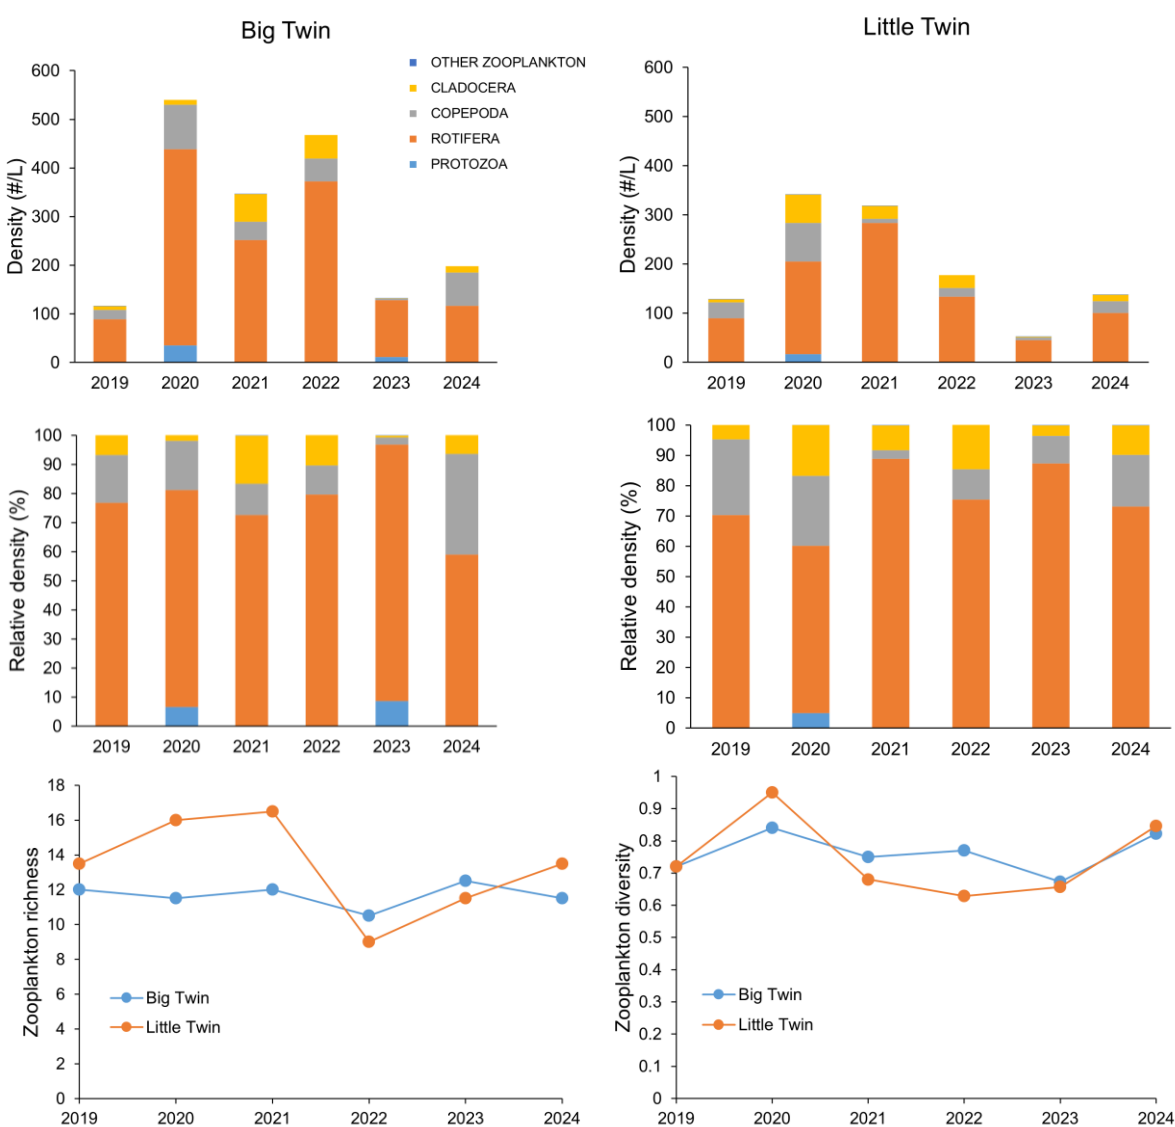 Big Twin
OTHER ZOOPLANKTON
CLADOCERA
COPEPODA
ROTIFERA
PROTOZOA
Density (#/L)
600
500
400
300
200
100
0
2019 2020 2021 2022 2023 2024
Little Twin
Density (#/L)
600
500
400
300
200
100
0
2019 2020 2021 2022 2023 2024
Relative density (%)
100
90
80
70
60
50
40
30
20
10
0
2019 2020 2021 2022 2023 2024
Relative density (%)
100
90
80
70
60
50
40
30
20
10
0
2019 2020 2021 2022 2023 2024
Zooplankton richness
18
16
14
12
10
8
6
4
2
0
Big Twin
Little Twin
2019 2020 2021 2022 2023 2024
Zooplankton diversity
1
0.9
0.8
0.7
0.6
0.5
0.4
0.3
0.2
0.1
0
Big Twin
Little Twin
2019 2020 2021 2022 2023 2024